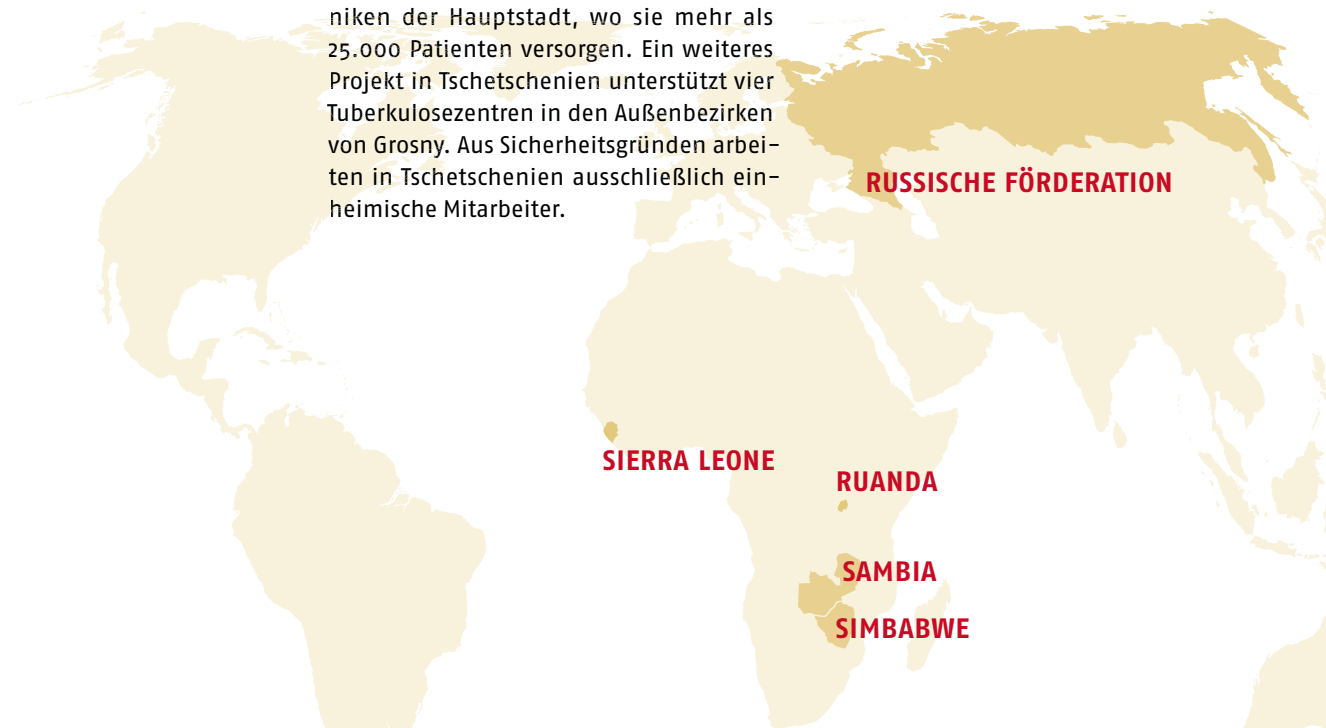 niken der Hauptstadt, wo sie mehr als
25.000 Patienten versorgen. Ein weiteres
Projekt in Tschetschenien unterstützt vier
Tuberkulosezentren in den Außenbezirken
von Grosny. Aus Sicherheitsgründen arbei-
ten in Tschetschenien ausschließlich ein-
heimische Mitarbeiter.
RUSSISCHE FÖRDERATION
SIERRA LEONE
RUANDA
SAMBIA
SIMBABWE